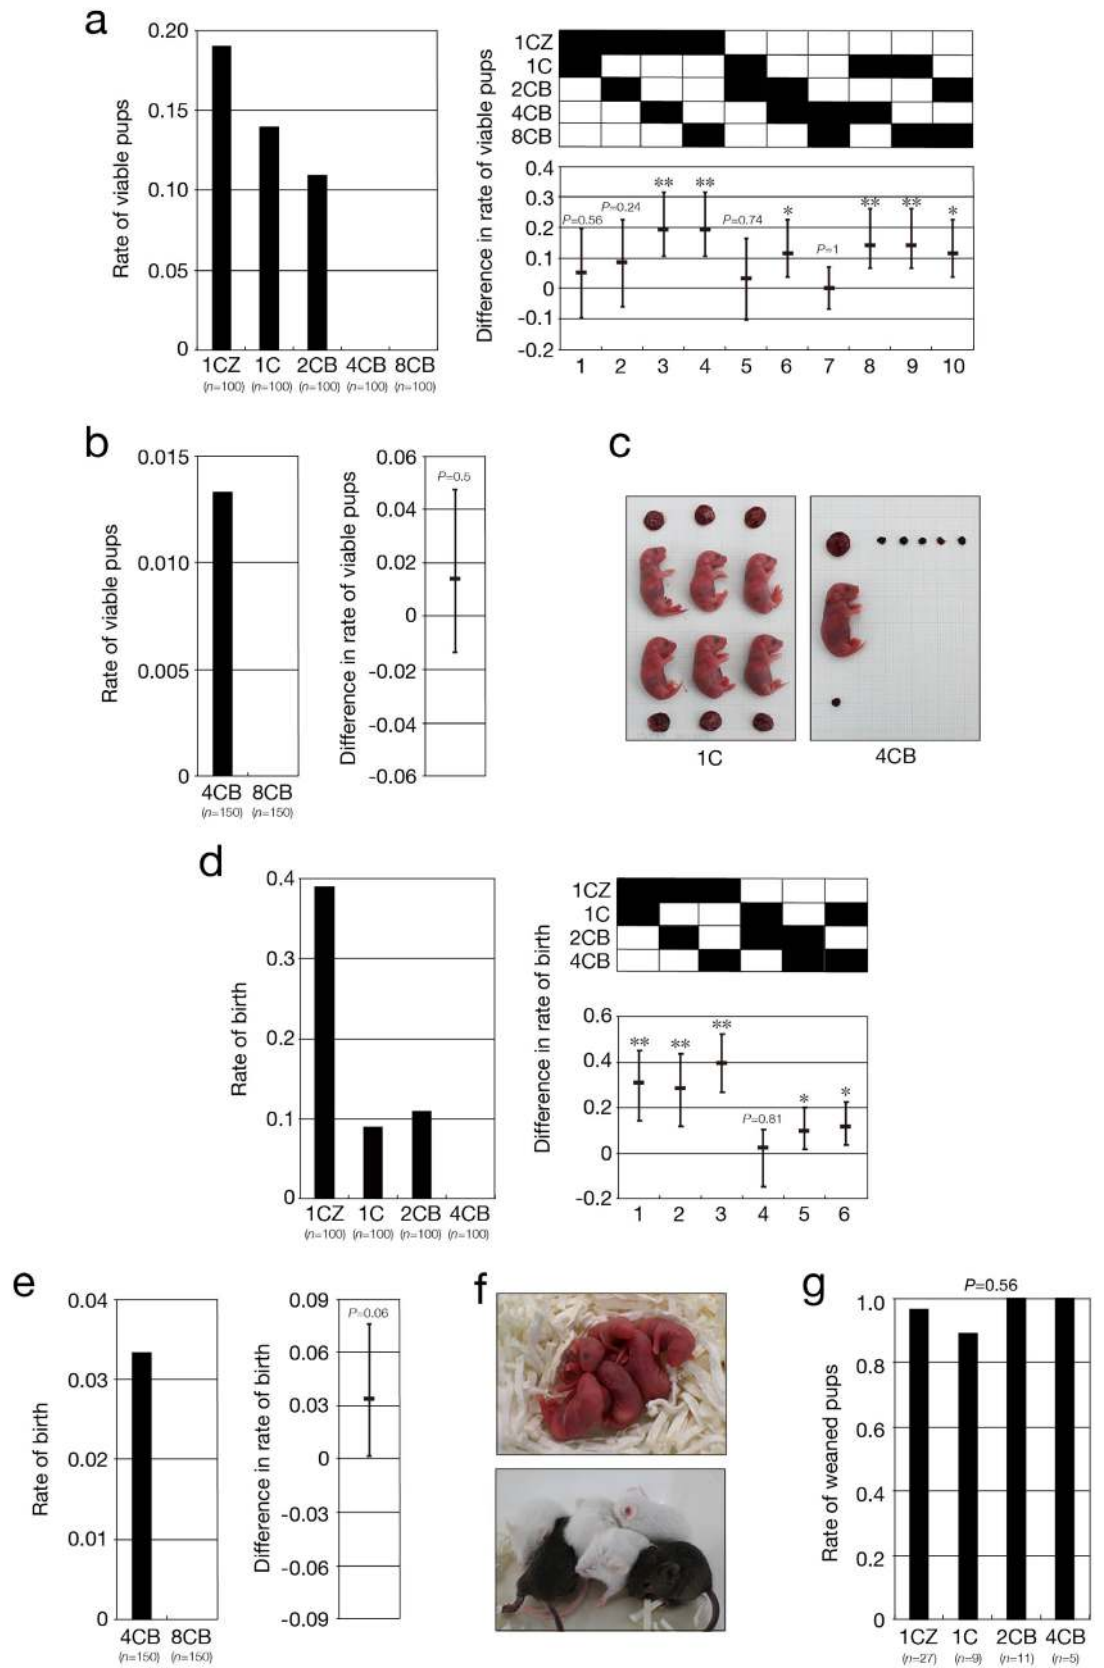 a
Rate of viable pups
0.20
0.15
0.10
0.05
0
1CZ 1C 2CB 4CB 8CB
(n=100) (n=100) (n=100) (n=100) (n=100)
Difference in rate of viable pups
1CZ
1C
2CB
4CB
8CB
0.4
0.3
0.2
0.1
0
-0.1
-0.2
P=0.56
P=0.24
**
**
P=0.74
*
P=1
**
**
*
1 2 3 4 5 6 7 8 9 10
b
Rate of viable pups
0.015
0.010
0.005
0
4CB 8CB
(n=150) (n=150)
Difference in rate of viable pups
0.06
0.04
0.02
0
-0.02
-0.04
-0.06
P=0.5
c
1C
4CB
d
Rate of birth
0.4
0.3
0.2
0.1
0
1CZ 1C 2CB 4CB
(n=100) (n=100) (n=100) (n=100)
Difference in rate of birth
1CZ
1C
2CB
4CB
0.6
0.4
0.2
0
-0.2
**
**
**
P=0.81
*
*
1 2 3 4 5 6
e
Rate of birth
0.04
0.03
0.02
0.01
0
4CB 8CB
(n=150) (n=150)
Difference in rate of birth
0.09
0.06
0.03
0
-0.03
-0.06
-0.09
P=0.06
f
g
P=0.56
Rate of weaned pups
1.0
0.8
0.6
0.4
0.2
0
1CZ 1C 2CB 4CB
(n=27) (n=9) (n=11) (n=5)